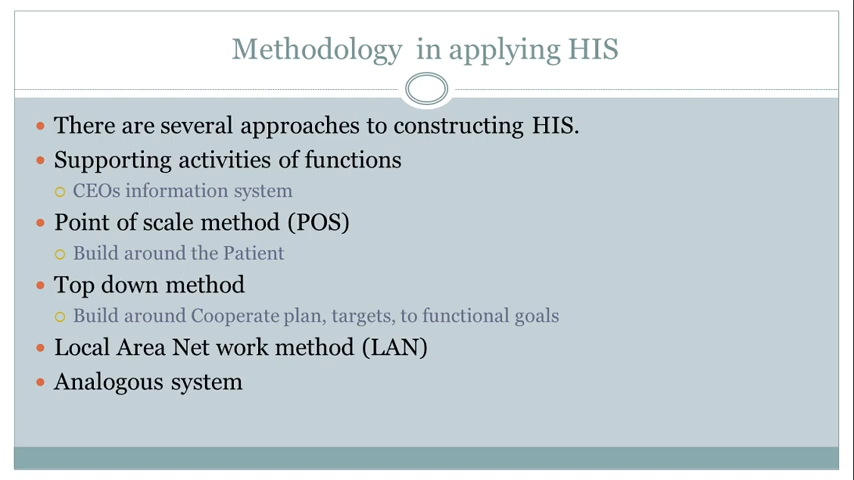 Methodology in applying HIS
There are several approaches to constructing HIS.
Supporting activities of functions
CEOs information system
Point of scale method (POS)
Build around the Patient
Top down method
Build around Cooperate plan, targets, to functional goals
Local Area Net work method (LAN)
Analogous system